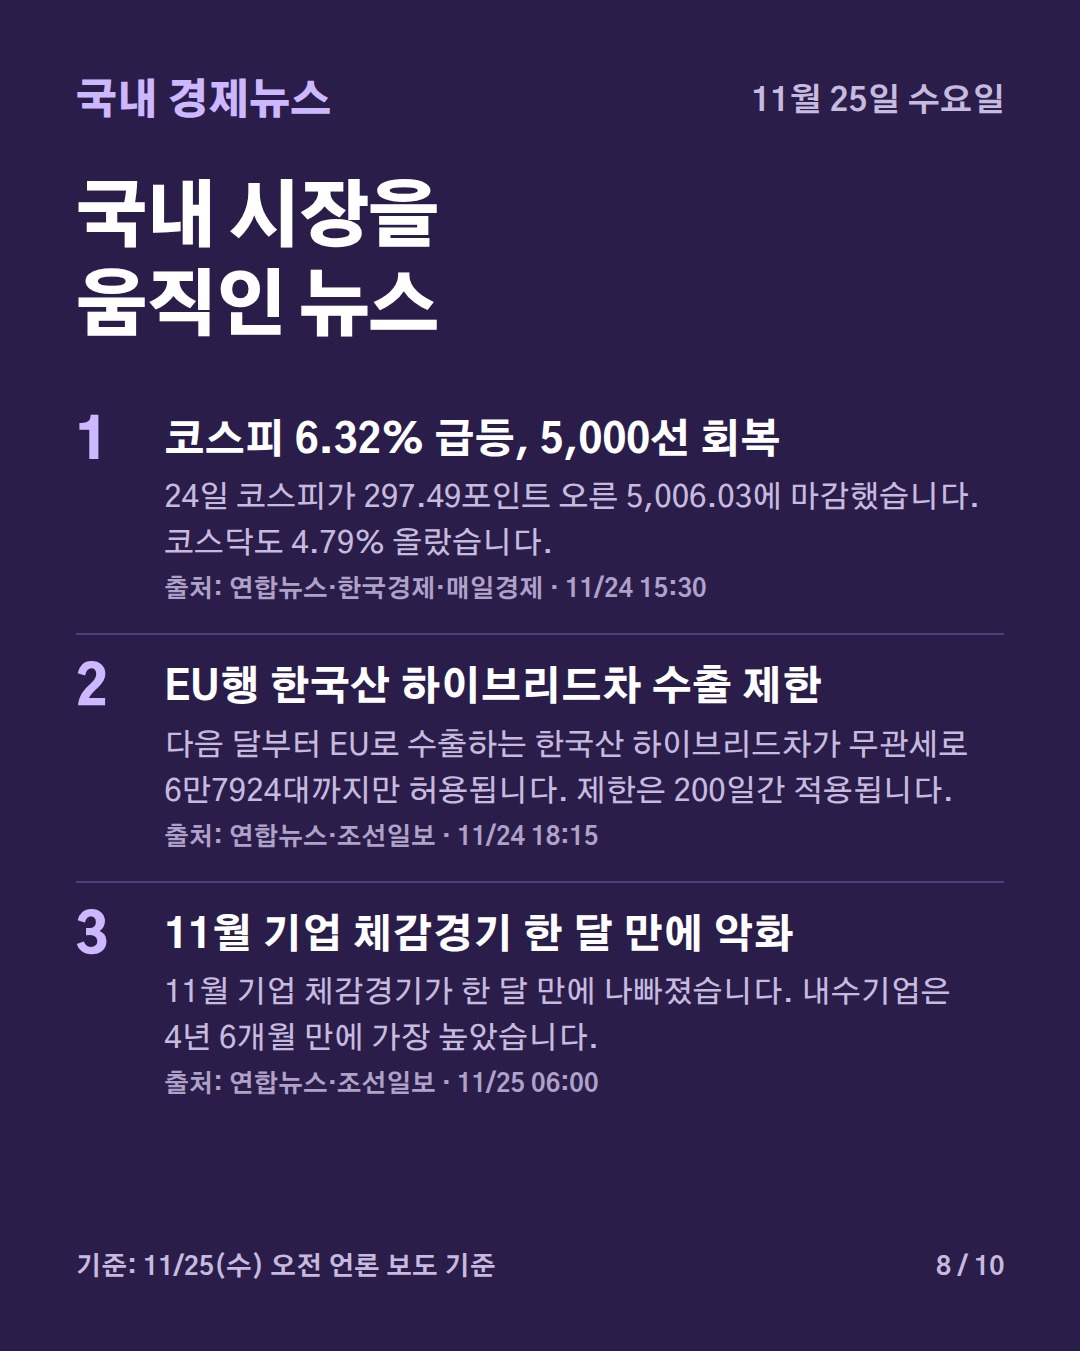 국내 경제뉴스
11월 25일 수요일
국내 시장을
움직인 뉴스
1
코스피 6.32% 급등, 5,000선 회복
24일 코스피가 297.49포인트 오른 5,006.03에 마감했습니다.
코스닥도 4.79% 올랐습니다.
출처: 연합뉴스·한국경제·매일경제 · 11/24 15:30
2
EU행 한국산 하이브리드차 수출 제한
다음 달부터 EU로 수출하는 한국산 하이브리드차가 무관세로
6만7924대까지만 허용됩니다. 제한은 200일간 적용됩니다.
출처: 연합뉴스·조선일보 · 11/24 18:15
3
11월 기업 체감경기 한 달 만에 악화
11월 기업 체감경기가 한 달 만에 나빠졌습니다. 내수기업은
4년 6개월 만에 가장 높았습니다.
출처: 연합뉴스·조선일보 · 11/25 06:00
기준: 11/25(수) 오전 언론 보도 기준
8 / 10